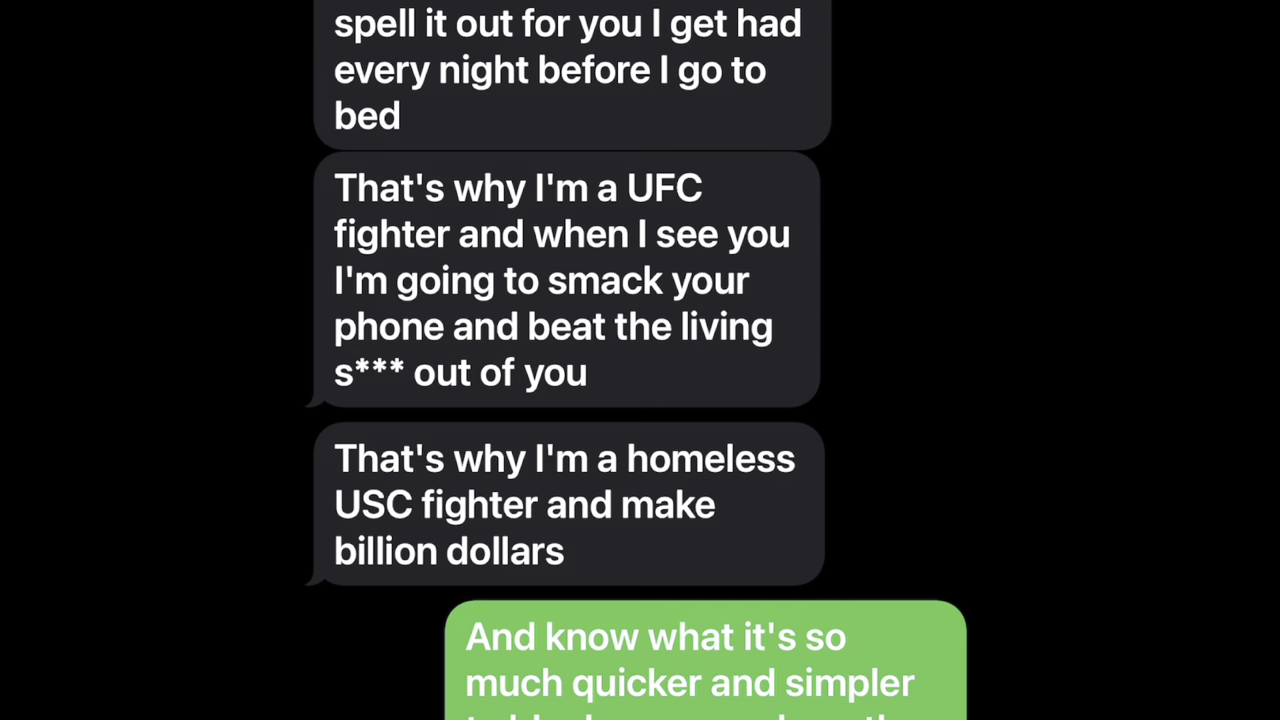 spell it out for you I get had
every night before I go to
bed
That's why I'm a UFC
fighter and when I see you
I'm going to smack your
phone and beat the living
s*** out of you
That's why I'm a homeless
USC fighter and make
billion dollars
And know what it's so
much quicker and simpler